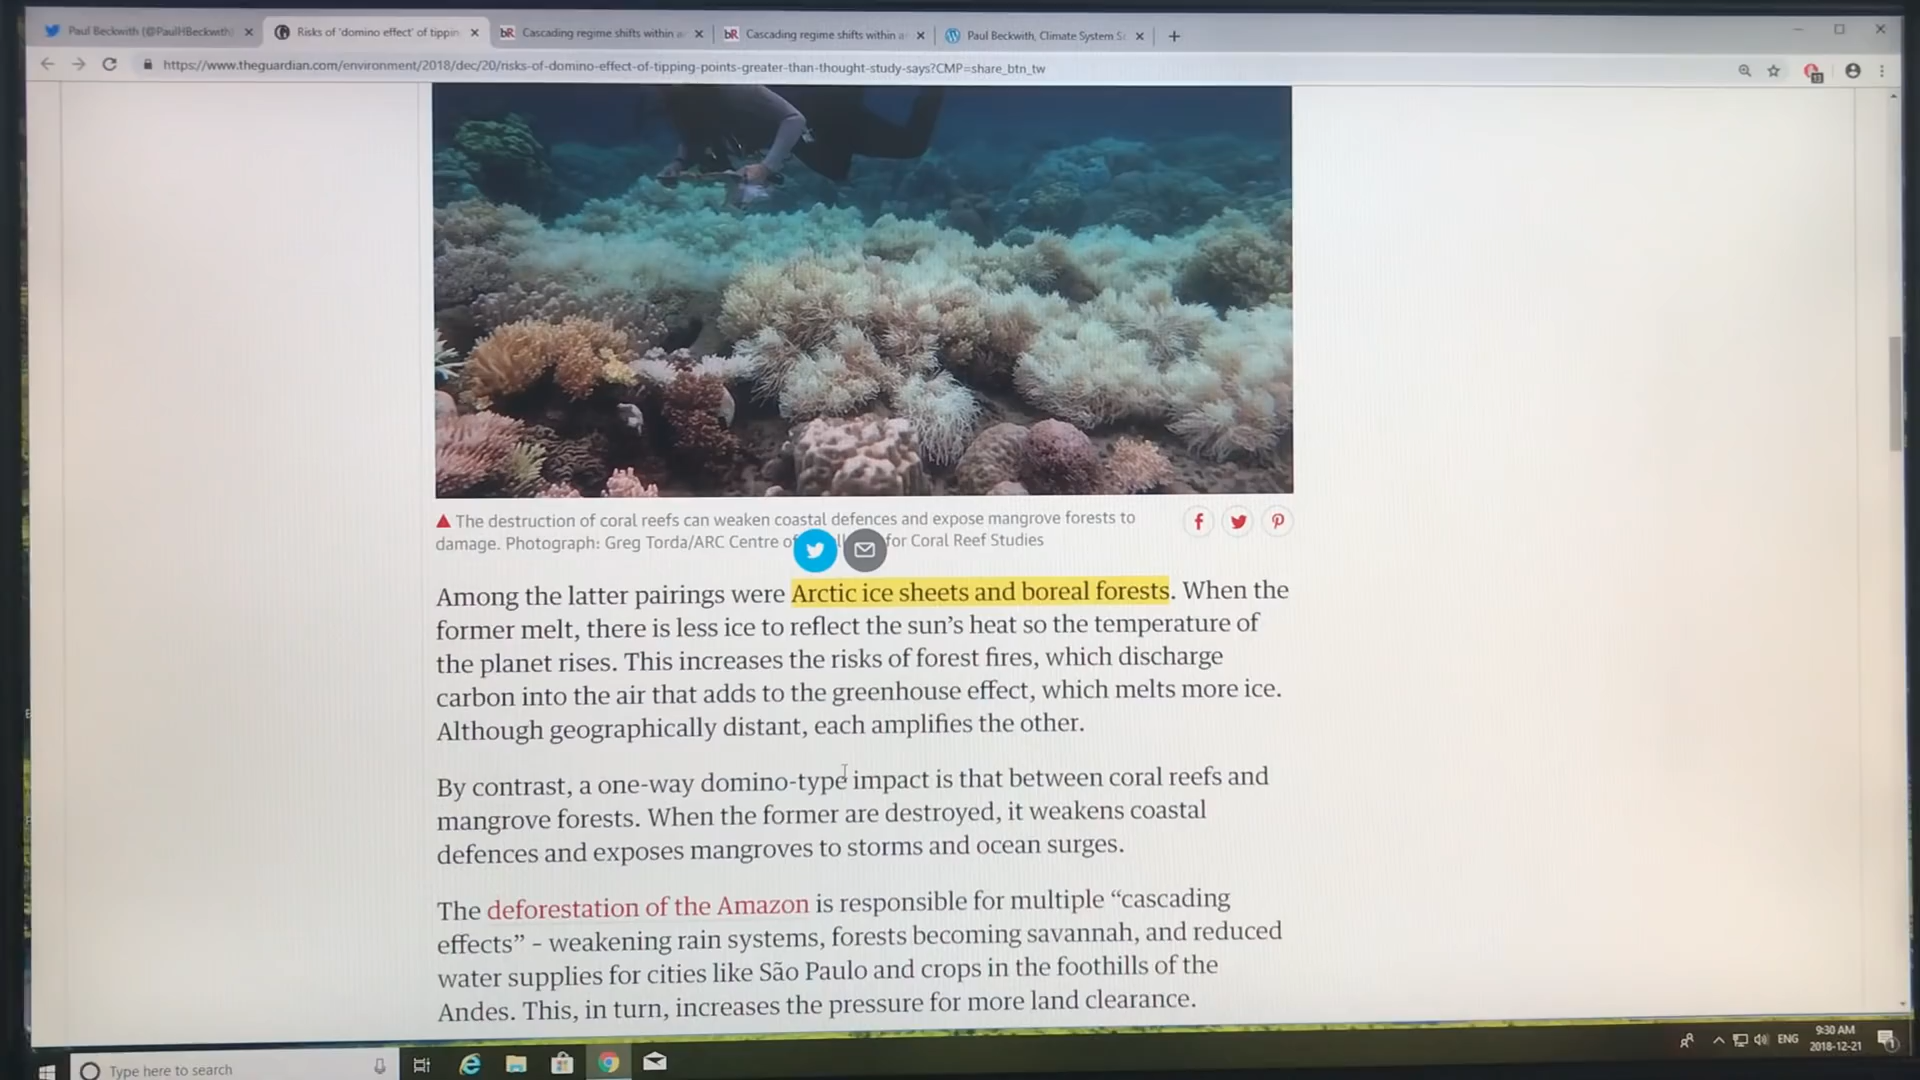 Paul Beckwith (@PaulHBeckwith)
Risks of 'domino effect' of tippin
bR Cascading regime shifts within a
bR Cascading regime shifts within a
Paul Beckwith, Climate System Sc
https://www.theguardian.com/environment/2018/dec/20/risks-of-domino-effect-of-tipping-points-greater-than-thought-study-says?CMP=share_btn_tw
The destruction of coral reefs can weaken coastal defences and expose mangrove forests to
damage. Photograph: Greg Torda/ARC Centre for Coral Reef Studies
Among the latter pairings were Arctic ice sheets and boreal forests. When the
former melt, there is less ice to reflect the sun's heat so the temperature of
the planet rises. This increases the risks of forest fires, which discharge
carbon into the air that adds to the greenhouse effect, which melts more ice.
Although geographically distant, each amplifies the other.
By contrast, a one-way domino-type impact is that between coral reefs and
mangrove forests. When the former are destroyed, it weakens coastal
defences and exposes mangroves to storms and ocean surges.
The deforestation of the Amazon is responsible for multiple “cascading
effects” – weakening rain systems, forests becoming savannah, and reduced
water supplies for cities like São Paulo and crops in the foothills of the
Andes. This, in turn, increases the pressure for more land clearance.
Type here to search
ENG
9:30 AM
2018-12-21